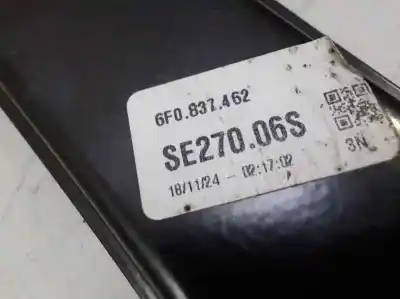 6F0.837.462
SE270.06S
18/11/24 - 02:17:02
3N